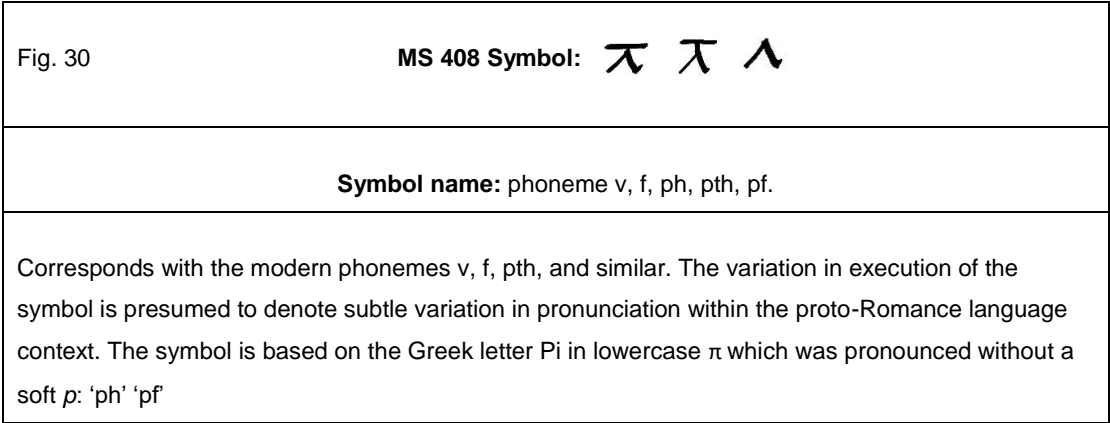 Fig. 30 MS 408 Symbol:
Symbol name: phoneme v, f, ph, pth, pf.
Corresponds with the modern phonemes v, f, pth, and similar. The variation in execution of the
symbol is presumed to denote subtle variation in pronunciation within the proto-Romance language
context. The symbol is based on the Greek letter Pi in lowercase π which was pronounced without a
soft p: ‘ph’ ‘pf’